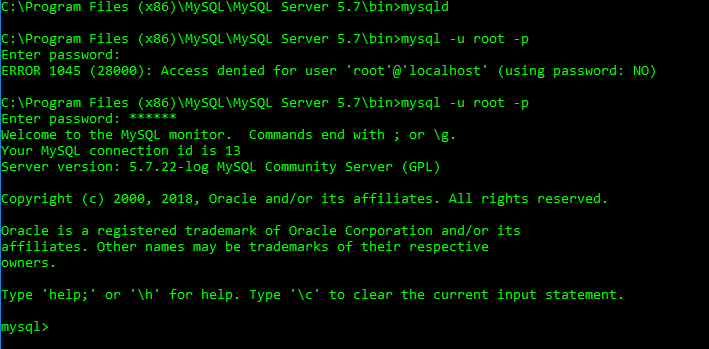 C:\Program Files (x86)\MySQL\MySQL Server 5.7\bin>mysqld
C:\Program Files (x86)\MySQL\MySQL Server 5.7\bin>mysql -u root -p
Enter password:
ERROR 1045 (28000): Access denied for user 'root'@'localhost' (using password: NO)
C:\Program Files (x86)\MySQL\MySQL Server 5.7\bin>mysql -u root -p
Enter password: ******
Welcome to the MySQL monitor.  Commands end with ; or \g.
Your MySQL connection id is 13
Server version: 5.7.22-log MySQL Community Server (GPL)
Copyright (c) 2000, 2018, Oracle and/or its affiliates. All rights reserved.
Oracle is a registered trademark of Oracle Corporation and/or its
affiliates. Other names may be trademarks of their respective
owners.
Type 'help;' or '\h' for help. Type '\c' to clear the current input statement.
mysql>